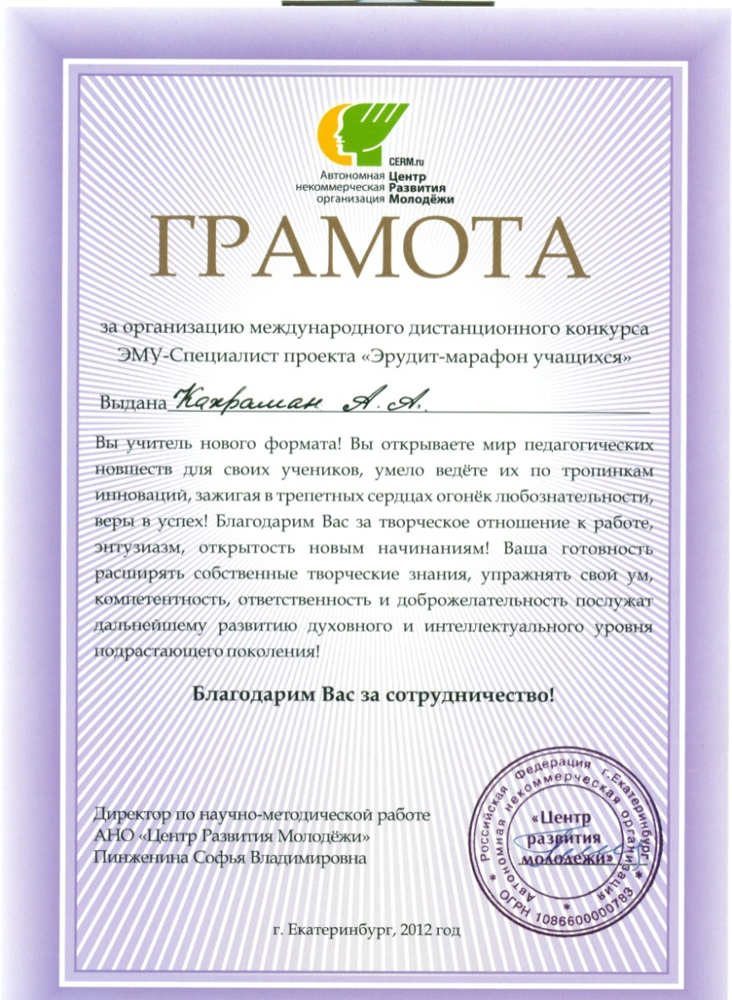 CERM.ru
Автономная Центр
некоммерческая Развития
организация Молодёжи
ГРАМОТА
за организацию международного дистанционного конкурса
ЭМУ-Специалист проекта «Эрудит-марафон учащихся»
Выдана Кахраман А. А.
Вы учитель нового формата! Вы открываете мир педагогических
новшеств для своих учеников, умело ведёте их по тропинкам
инноваций, зажигая в трепетных сердцах огонёк любознательности,
веры в успех! Благодарим Вас за творческое отношение к работе,
энтузиазм, открытость новым начинаниям! Ваша готовность
расширять собственные творческие знания, упражнять свой ум,
компетентность, ответственность и доброжелательность послужат
дальнейшему развитию духовного и интеллектуального уровня
подрастающего поколения!
Благодарим Вас за сотрудничество!
Директор по научно-методической работе
АНО «Центр Развития Молодёжи»
Пинженина Софья Владимировна
Российская Федерация г.Екатеринбург
* ОГРН 1086600000783 *
Автономная некоммерческая организация *
«Центр
развития
молодежи»
г. Екатеринбург, 2012 год